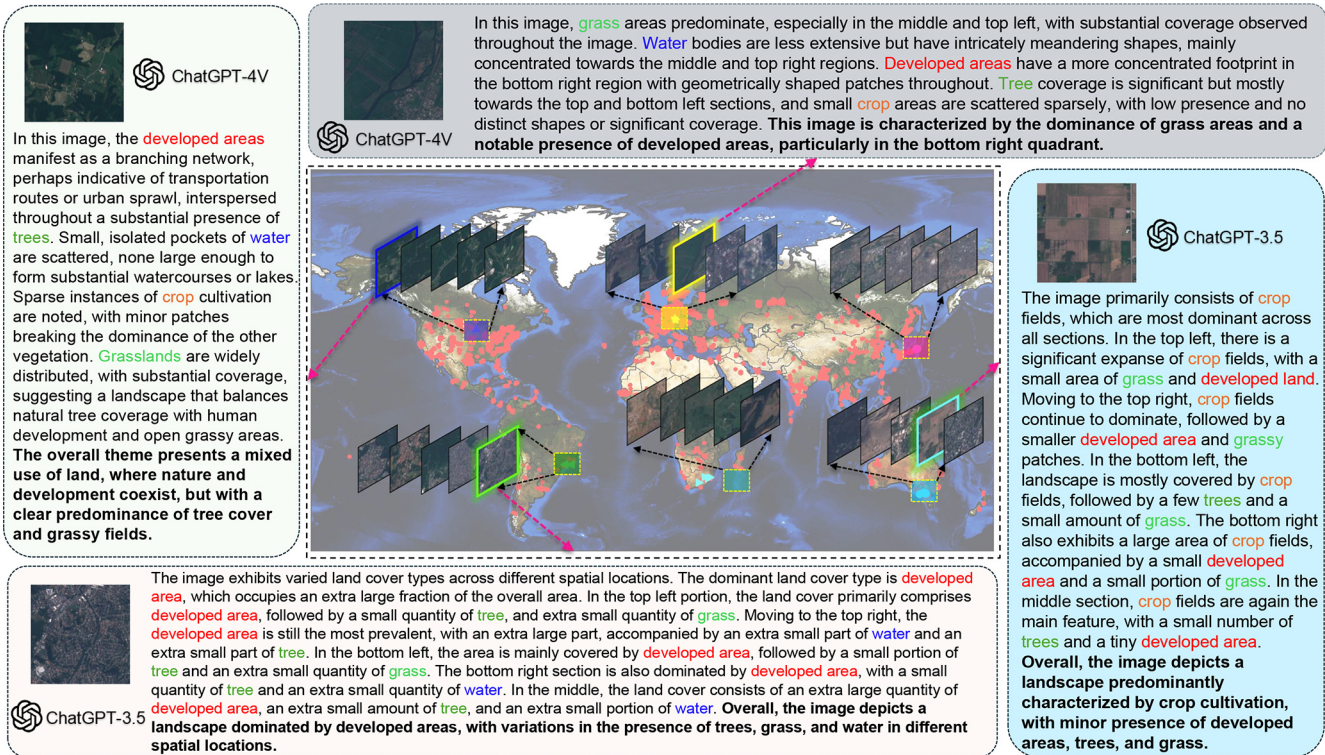 ChatGPT-4V
In this image, the developed areas
manifest as a branching network,
perhaps indicative of transportation
routes or urban sprawl, interspersed
throughout a substantial presence of
trees. Small, isolated pockets of water
are scattered, none large enough to
form substantial watercourses or lakes.
Sparse instances of crop cultivation
are noted, with minor patches
breaking the dominance of the other
vegetation. Grasslands are widely
distributed, with substantial coverage,
suggesting a landscape that balances
natural tree coverage with human
development and open grassy areas.
The overall theme presents a mixed
use of land, where nature and
development coexist, but with a
clear predominance of tree cover
and grassy fields.
ChatGPT-4V
In this image, grass areas predominate, especially in the middle and top left, with substantial coverage observed
throughout the image. Water bodies are less extensive but have intricately meandering shapes, mainly
concentrated towards the middle and top right regions. Developed areas have a more concentrated footprint in
the bottom right region with geometrically shaped patches throughout. Tree coverage is significant but mostly
towards the top and bottom left sections, and small crop areas are scattered sparsely, with low presence and no
distinct shapes or significant coverage. This image is characterized by the dominance of grass areas and a
notable presence of developed areas, particularly in the bottom right quadrant.
ChatGPT-3.5
The image primarily consists of crop
fields, which are most dominant across
all sections. In the top left, there is a
significant expanse of crop fields, with a
small area of grass and developed land.
Moving to the top right, crop fields
continue to dominate, followed by a
smaller developed area and grassy
patches. In the bottom left, the
landscape is mostly covered by crop
fields, followed by a few trees and a
small amount of grass. The bottom right
also exhibits a large area of crop fields,
accompanied by a small developed
area and a small portion of grass. In the
middle section, crop fields are again the
main feature, with a small number of
trees and a tiny developed area.
Overall, the image depicts a
landscape predominantly
characterized by crop cultivation,
with minor presence of developed
areas, trees, and grass.
ChatGPT-3.5
The image exhibits varied land cover types across different spatial locations. The dominant land cover type is developed
area, which occupies an extra large fraction of the overall area. In the top left portion, the land cover primarily comprises
developed area, followed by a small quantity of tree, and extra small quantity of grass. Moving to the top right, the
developed area is still the most prevalent, with an extra large part, accompanied by an extra small part of water and an
extra small part of tree. In the bottom left, the area is mainly covered by developed area, followed by a small portion of
tree and an extra small quantity of grass. The bottom right section is also dominated by developed area, with a small
quantity of tree and an extra small quantity of water. In the middle, the land cover consists of an extra large quantity of
developed area, an extra small amount of tree, and an extra small portion of water. Overall, the image depicts a
landscape dominated by developed areas, with variations in the presence of trees, grass, and water in different
spatial locations.